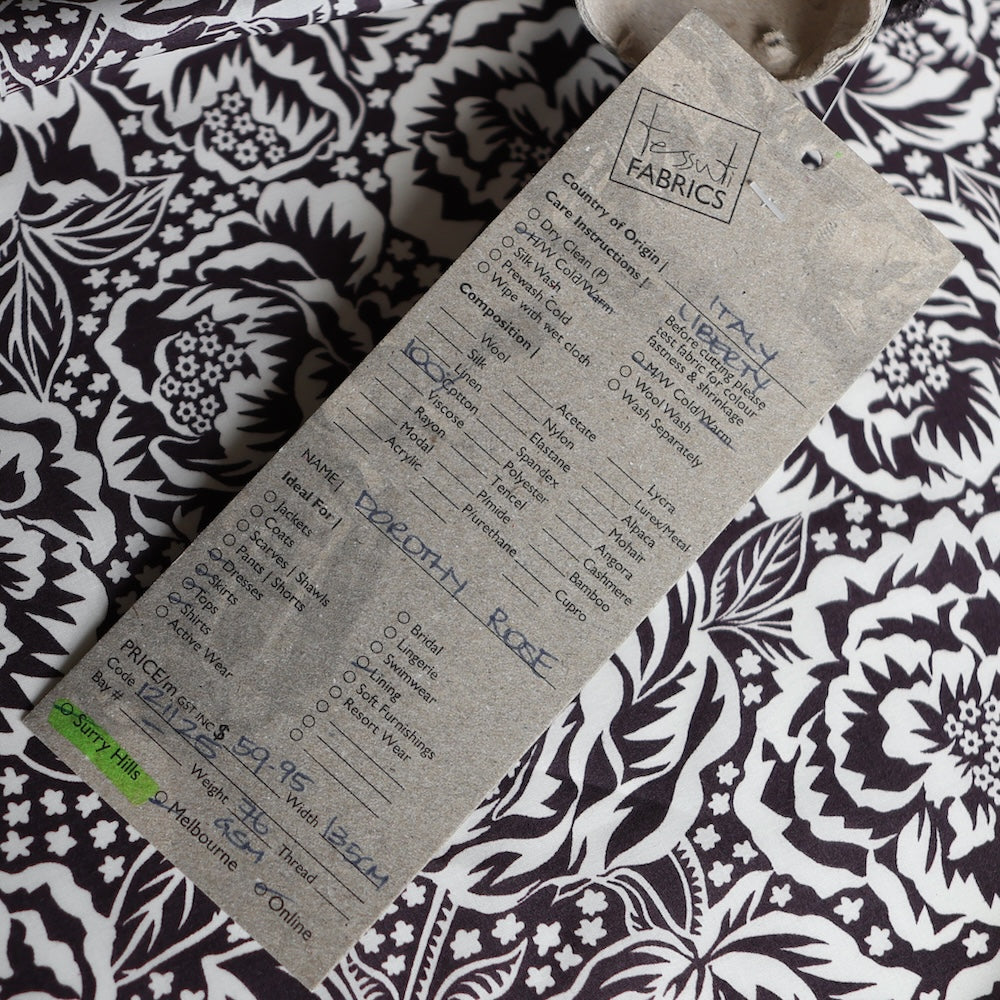 tessuti
FABRICS
Country of Origin | ITALY
Care Instructions | LIBERTY
Dry Clean (P)
H/W Cold/Warm
Silk Wash
Prewash Cold
Wipe with wet cloth
Before cutting please
test fabric for colour
fastness & shrinkage
M/W Cold/Warm
Wool Wash
Wash Separately
Composition |
Wool
Silk
Linen
100% Cotton
Viscose
Rayon
Modal
Acrylic
Acetate
Nylon
Elastane
Spandex
Polyester
Tencel
P/mide
P/urethane
Lycra
Lurex/Metal
Alpaca
Mohair
Angora
Cashmere
Bamboo
Cupro
NAME | DOROTHY ROSE
Ideal For |
Jackets
Coats
Scarves | Shawls
Pants | Shorts
Dresses
Skirts
Tops
Shirts
Active Wear
Bridal
Lingerie
Swimwear
Lining
Soft Furnishings
Resort Wear
PRICE/m GST INC $ 59.95 Width 135CM
Code 121125 Weight 76 GSM Thread
Bay #
Surry Hills Melbourne Online